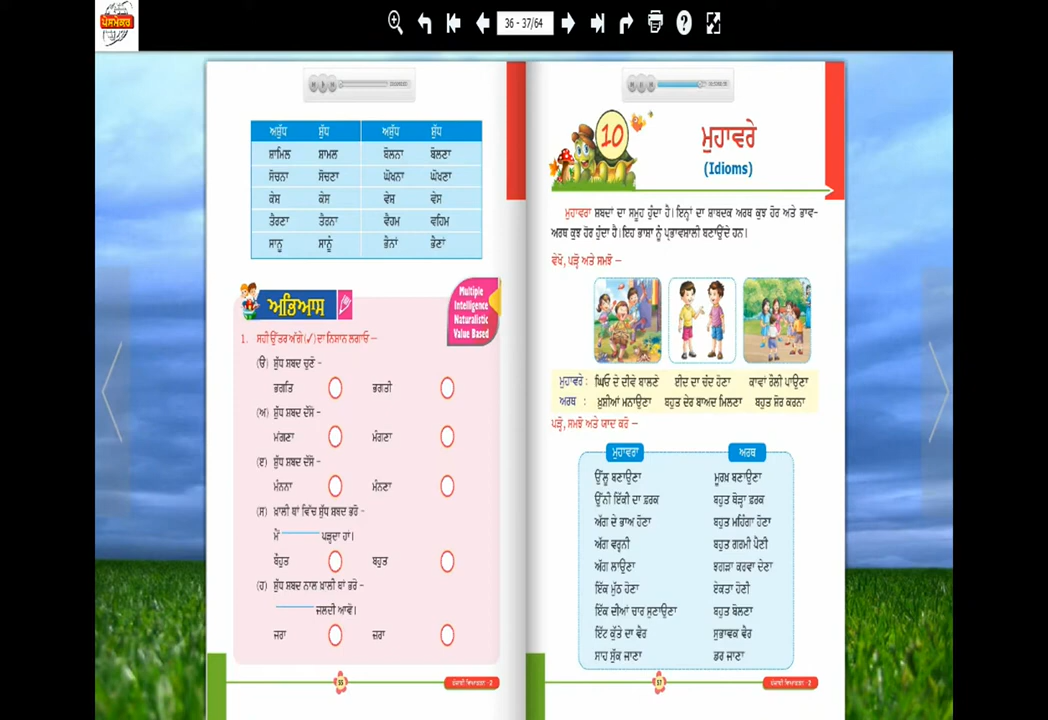 ਪੇਸਮੇਕਰ
36 - 37/64
ਅਸ਼ੁੱਧ ਸ਼ੁੱਧ ਅਸ਼ੁੱਧ ਸ਼ੁੱਧ
ਸ਼ਾਮਿਲ ਸ਼ਾਮਲ ਬੋਲਨਾ ਬੋਲਣਾ
ਸੋਚਨਾ ਸੋਚਣਾ ਘੋਖਨਾ ਘੋਖਣਾ
ਕੇਸ਼ ਕੇਸ ਵੇਸ਼ ਵੇਸ
ਤੈਰਣਾ ਤੈਰਨਾ ਵੈਹਮ ਵਹਿਮ
ਸਾਨੂ ਸਾਨੂੰ ਭੈਨਾਂ ਭੈਣਾਂ
ਅਭਿਆਸ
Multiple
Intelligence
Naturalistic
Value Based
1. ਸਹੀ ਉੱਤਰ ਅੱਗੇ (✓) ਦਾ ਨਿਸ਼ਾਨ ਲਗਾਓ –
(ੳ) ਸ਼ੁੱਧ ਸ਼ਬਦ ਚੁਣੋ -
ਭਗਤਿ ਭਗਤੀ
(ਅ) ਸ਼ੁੱਧ ਸ਼ਬਦ ਦੱਸੋ -
ਮੰਗਣਾ ਮੰਗਣਾ
(ੲ) ਸ਼ੁੱਧ ਸ਼ਬਦ ਦੱਸੋ -
ਮੰਨਨਾ ਮੰਨਣਾ
(ਸ) ਖ਼ਾਲੀ ਥਾਂ ਵਿੱਚ ਸ਼ੁੱਧ ਸ਼ਬਦ ਭਰੋ -
ਮੈਂ ਪੜ੍ਹਦਾ ਹਾਂ।
ਬੌਹੁਤ ਬਹੁਤ
(ਹ) ਸ਼ੁੱਧ ਸ਼ਬਦ ਨਾਲ ਖ਼ਾਲੀ ਥਾਂ ਭਰੋ -
ਜਲਦੀ ਆਵੋ।
ਜਰਾ ਜ਼ਰਾ
ਪੰਜਾਬੀ ਵਿਆਕਰਨ -2
10
ਮੁਹਾਵਰੇ
(Idioms)
ਮੁਹਾਵਰਾ ਸ਼ਬਦਾਂ ਦਾ ਸਮੂਹ ਹੁੰਦਾ ਹੈ। ਇਨ੍ਹਾਂ ਦਾ ਸ਼ਾਬਦਕ ਅਰਥ ਕੁਝ ਹੋਰ ਅਤੇ ਭਾਵ-
ਅਰਥ ਕੁਝ ਹੋਰ ਹੁੰਦਾ ਹੈ। ਇਹ ਭਾਸ਼ਾ ਨੂੰ ਪ੍ਰਭਾਵਸ਼ਾਲੀ ਬਣਾਉਂਦੇ ਹਨ।
ਵੇਖੋ, ਪੜ੍ਹੋ ਅਤੇ ਸਮਝੋ –
ਮੁਹਾਵਰੇ : ਘਿਓ ਦੇ ਦੀਵੇ ਬਾਲਣੇ ਈਦ ਦਾ ਚੰਦ ਹੋਣਾ ਕਾਵਾਂ ਰੌਲੀ ਪਾਉਣਾ
ਅਰਥ : ਖ਼ੁਸ਼ੀਆਂ ਮਨਾਉਣਾ ਬਹੁਤ ਦੇਰ ਬਾਅਦ ਮਿਲਣਾ ਬਹੁਤ ਸ਼ੋਰ ਕਰਨਾ
ਪੜ੍ਹੋ, ਸਮਝੋ ਅਤੇ ਯਾਦ ਕਰੋ –
ਮੁਹਾਵਰਾ ਅਰਥ
ਉੱਲੂ ਬਣਾਉਣਾ ਮੂਰਖ਼ ਬਣਾਉਣਾ
ਉੱਨੀ ਇੱਕੀ ਦਾ ਫ਼ਰਕ ਬਹੁਤ ਥੋੜ੍ਹਾ ਫ਼ਰਕ
ਅੱਗ ਦੇ ਭਾਅ ਹੋਣਾ ਬਹੁਤ ਮਹਿੰਗਾ ਹੋਣਾ
ਅੱਗ ਵਰ੍ਹਨੀ ਬਹੁਤ ਗਰਮੀ ਪੈਣੀ
ਅੱਗ ਲਾਉਣਾ ਝਗੜਾ ਕਰਵਾ ਦੇਣਾ
ਇੱਕ ਮੁੱਠ ਹੋਣਾ ਏਕਤਾ ਹੋਣੀ
ਇੱਕ ਦੀਆਂ ਚਾਰ ਸੁਣਾਉਣਾ ਬਹੁਤ ਬੋਲਣਾ
ਇੱਟ ਕੁੱਤੇ ਦਾ ਵੈਰ ਸੁਭਾਵਕ ਵੈਰ
ਸਾਹ ਸੁੱਕ ਜਾਣਾ ਡਰ ਜਾਣਾ
37
ਪੰਜਾਬੀ ਵਿਆਕਰਨ -2